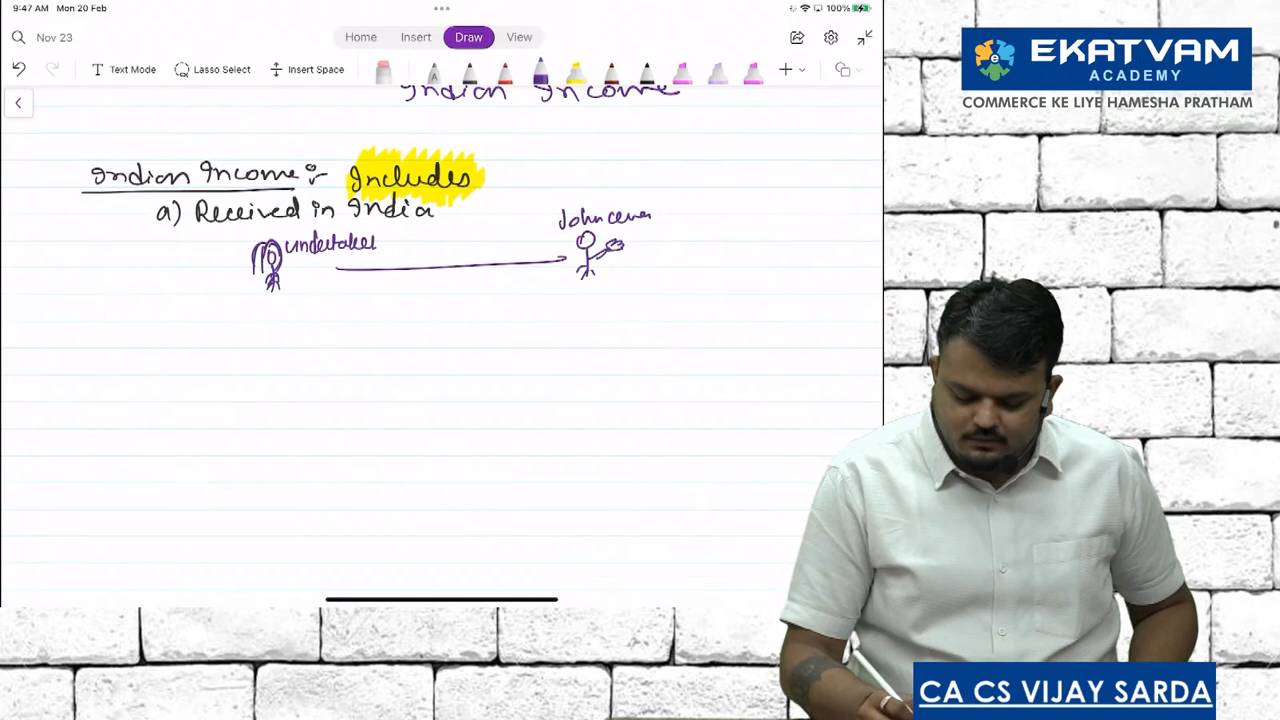 9:47 AM Mon 20 Feb
100%
Nov 23
Home Insert Draw View
Text Mode Lasso Select Insert Space
A
Indian Income
Indian Income :- Includes
a) Received in India
undertaker
John cena
EKATVAM
ACADEMY
COMMERCE KE LIYE HAMESHA PRATHAM
CA CS VIJAY SARDA